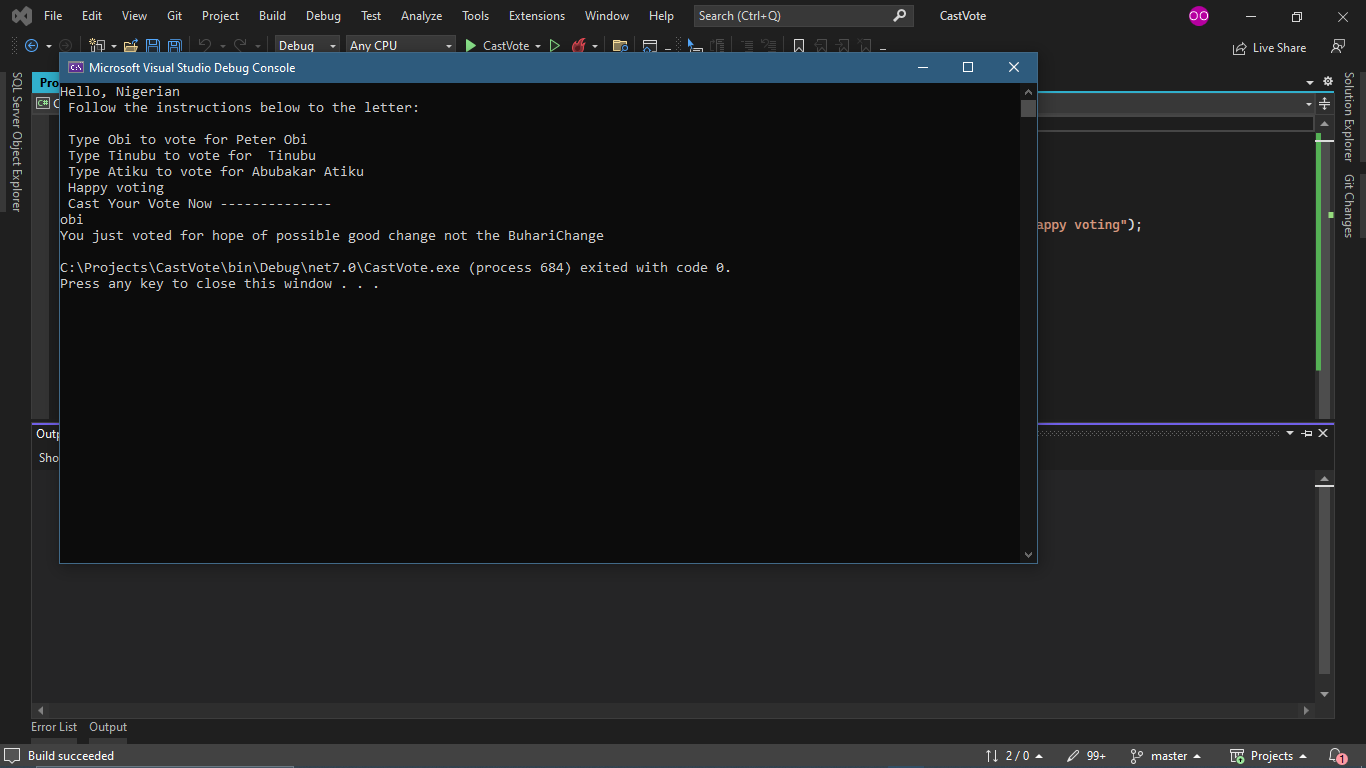 File Edit View Git Project Build Debug Test Analyze Tools Extensions Window Help Search (Ctrl+Q) CastVote OO
Debug Any CPU CastVote Live Share
Microsoft Visual Studio Debug Console
Hello, Nigerian
Follow the instructions below to the letter:
Type Obi to vote for Peter Obi
Type Tinubu to vote for  Tinubu
Type Atiku to vote for Abubakar Atiku
Happy voting
Cast Your Vote Now --------------
obi
You just voted for hope of possible good change not the BuhariChange
C:\Projects\CastVote\bin\Debug\net7.0\CastVote.exe (process 684) exited with code 0.
Press any key to close this window . . .
SQL Server Object Explorer
Pro
C#
appy voting");
Solution Explorer
Git Changes
Outp
Sho
Error List Output
Build succeeded 2 / 0 99+ master Projects 1